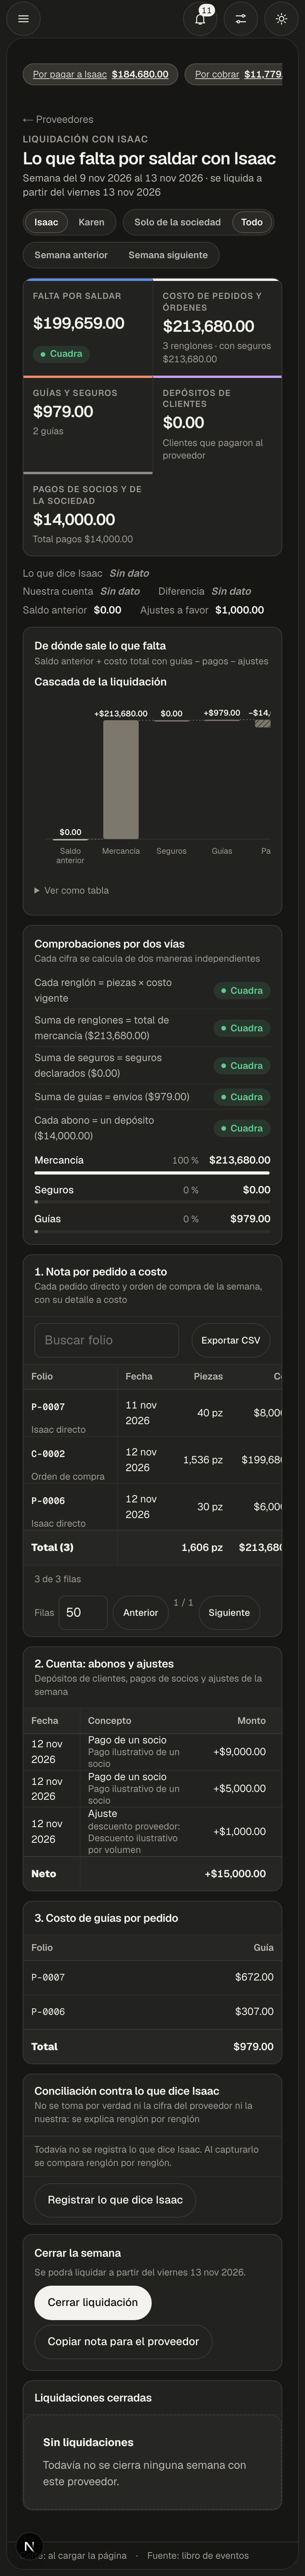 11
Por pagar a Isaac $184,680.00
Por cobrar $11,779.
← Proveedores
LIQUIDACIÓN CON ISAAC
Lo que falta por saldar con Isaac
Semana del 9 nov 2026 al 13 nov 2026 · se liquida a
partir del viernes 13 nov 2026
Isaac Karen Solo de la sociedad Todo
Semana anterior Semana siguiente
FALTA POR SALDAR
$199,659.00
Cuadra
COSTO DE PEDIDOS Y
ÓRDENES
$213,680.00
3 renglones · con seguros
$213,680.00
GUÍAS Y SEGUROS
$979.00
2 guías
DEPÓSITOS DE
CLIENTES
$0.00
Clientes que pagaron al
proveedor
PAGOS DE SOCIOS Y DE
LA SOCIEDAD
$14,000.00
Total pagos $14,000.00
Lo que dice Isaac Sin dato
Nuestra cuenta Sin dato Diferencia Sin dato
Saldo anterior $0.00 Ajustes a favor $1,000.00
De dónde sale lo que falta
Saldo anterior + costo total con guías – pagos – ajustes
Cascada de la liquidación
+$213,680.00 $0.00 +$979.00 −$14,
$0.00
Saldo
anterior
Mercancía
Seguros
Guías
Pa
▶ Ver como tabla
Comprobaciones por dos vías
Cada cifra se calcula de dos maneras independientes
Cada renglón = piezas × costo
vigente
Cuadra
Suma de renglones = total de
mercancía ($213,680.00)
Cuadra
Suma de seguros = seguros
declarados ($0.00)
Cuadra
Suma de guías = envíos ($979.00)
Cuadra
Cada abono = un depósito
($14,000.00)
Cuadra
Mercancía 100 % $213,680.00
Seguros 0 % $0.00
Guías 0 % $979.00
1. Nota por pedido a costo
Cada pedido directo y orden de compra de la semana,
con su detalle a costo
Buscar folio
Exportar CSV
Folio Fecha Piezas
P-0007
Isaac directo
11 nov
2026
40 pz
$8,000
C-0002
Orden de compra
12 nov
2026
1,536 pz
$199,680
P-0006
Isaac directo
12 nov
2026
30 pz
$6,000
Total (3) 1,606 pz $213,680
3 de 3 filas
Filas 50 Anterior 1 / 1 Siguiente
2. Cuenta: abonos y ajustes
Depósitos de clientes, pagos de socios y ajustes de la
semana
Fecha Concepto Monto
12 nov
2026
Pago de un socio
Pago ilustrativo de un
socio
+$9,000.00
12 nov
2026
Pago de un socio
Pago ilustrativo de un
socio
+$5,000.00
12 nov
2026
Ajuste
descuento proveedor:
Descuento ilustrativo
por volumen
+$1,000.00
Neto +$15,000.00
3. Costo de guías por pedido
Folio Guía
P-0007 $672.00
P-0006 $307.00
Total $979.00
Conciliación contra lo que dice Isaac
No se toma por verdad ni la cifra del proveedor ni la
nuestra: se explica renglón por renglón
Todavía no se registra lo que dice Isaac. Al capturarlo
se compara renglón por renglón.
Registrar lo que dice Isaac
Cerrar la semana
Se podrá liquidar a partir del viernes 13 nov 2026.
Cerrar liquidación
Copiar nota para el proveedor
Liquidaciones cerradas
Sin liquidaciones
Todavía no se cierra ninguna semana con
este proveedor.
N
: al cargar la página · Fuente: libro de eventos